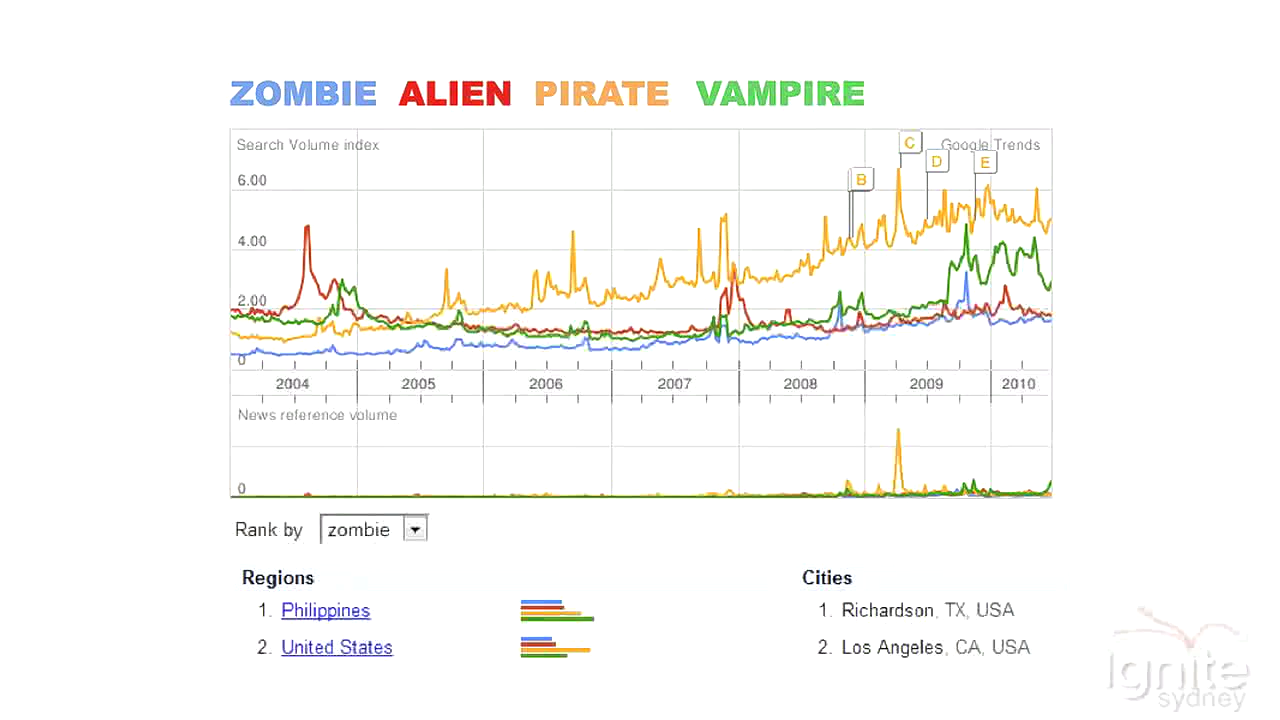 ZOMBIE ALIEN PIRATE VAMPIRE
Search Volume index
Google Trends
C
D
E
B
6.00
4.00
2.00
0
2004 2005 2006 2007 2008 2009 2010
News reference volume
0
Rank by zombie
Regions
Cities
1. Philippines
1. Richardson, TX, USA
2. United States
2. Los Angeles, CA, USA
Ignite
sydney